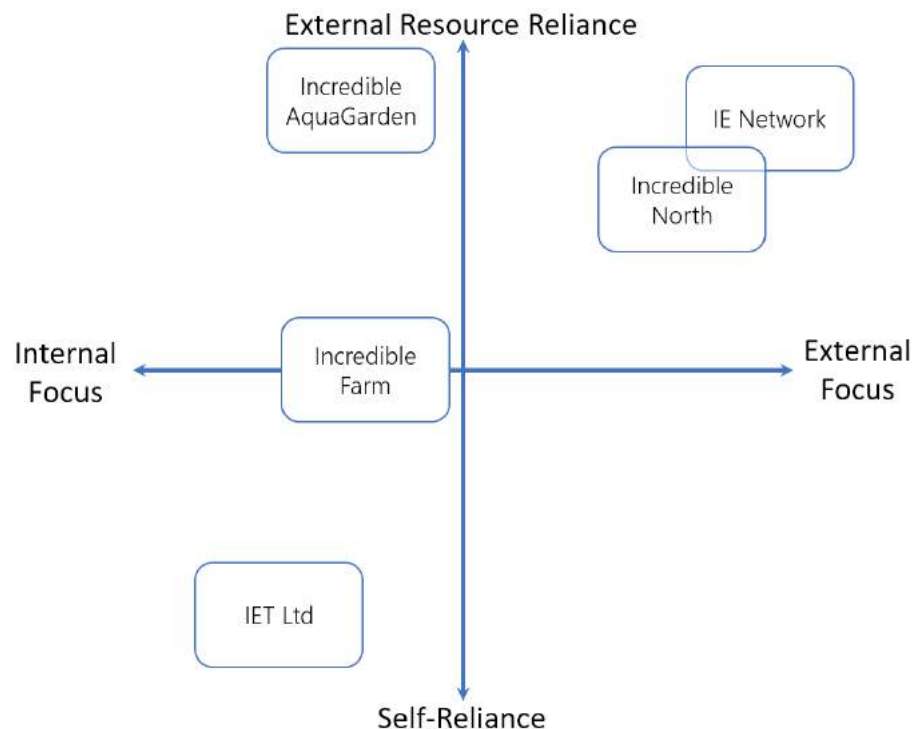 External Resource Reliance
Incredible
AquaGarden
IE Network
Incredible
North
Internal
Focus
Incredible
Farm
External
Focus
IET Ltd
Self-Reliance